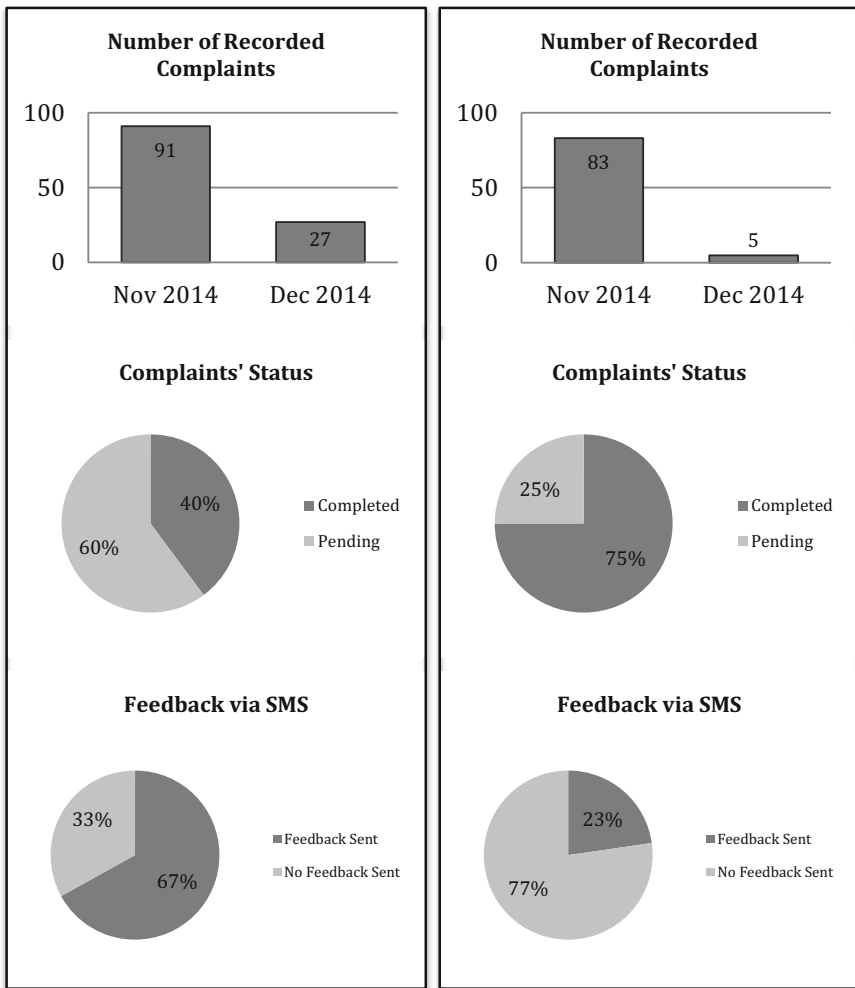 Number of Recorded
Complaints
100
50
0
91
27
Nov 2014 Dec 2014
Complaints' Status
40%
60%
Completed
Pending
Feedback via SMS
33%
67%
Feedback Sent
No Feedback Sent
Number of Recorded
Complaints
100
50
0
83
5
Nov 2014 Dec 2014
Complaints' Status
25%
75%
Completed
Pending
Feedback via SMS
23%
77%
Feedback Sent
No Feedback Sent